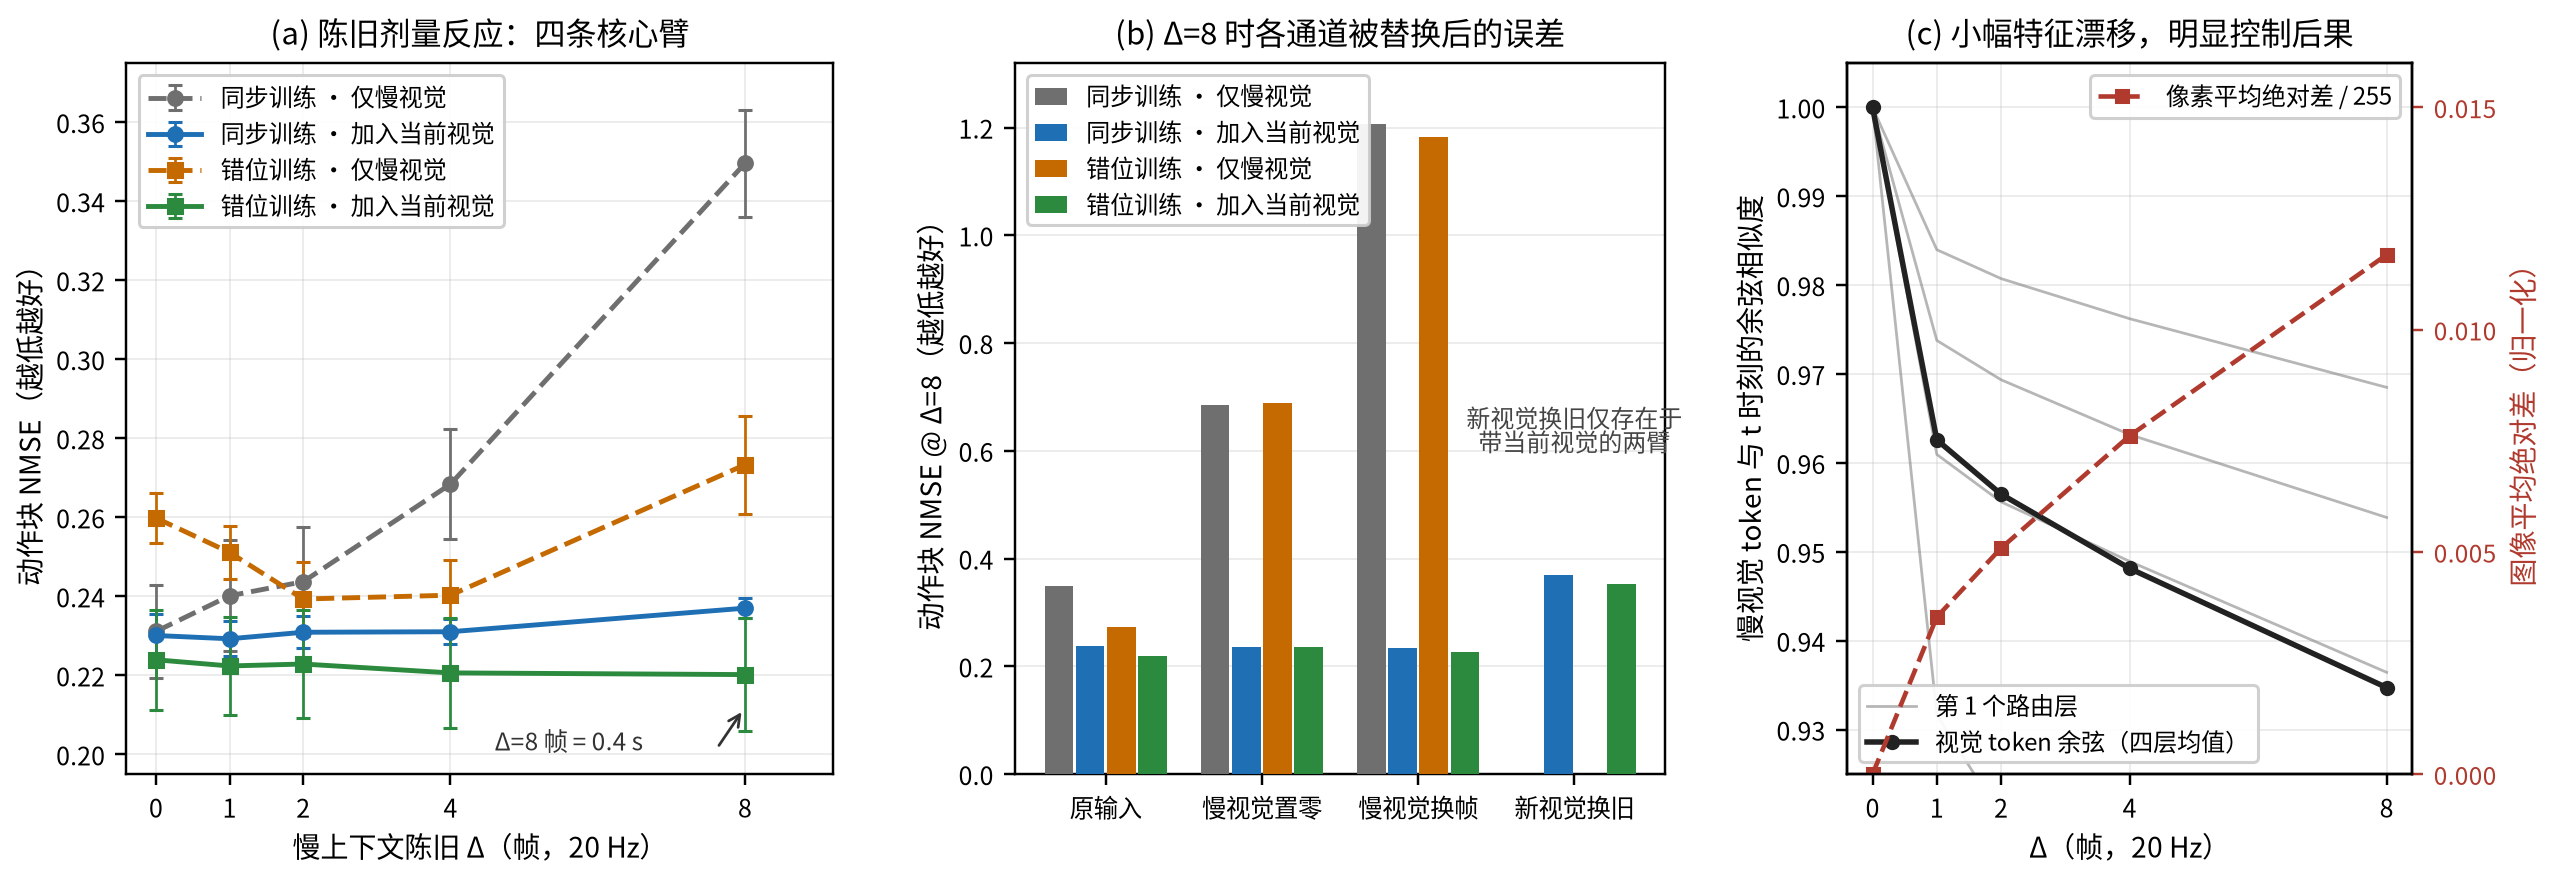 (a) 陈旧剂量反应：四条核心臂
同步训练 · 仅慢视觉
同步训练 · 加入当前视觉
错位训练 · 仅慢视觉
错位训练 · 加入当前视觉
动作块 NMSE（越低越好）
0.36
0.34
0.32
0.30
0.28
0.26
0.24
0.22
0.20
Δ=8 帧 = 0.4 s
0
1
2
4
8
慢上下文陈旧 Δ（帧，20 Hz）
(b) Δ=8 时各通道被替换后的误差
同步训练 · 仅慢视觉
同步训练 · 加入当前视觉
错位训练 · 仅慢视觉
错位训练 · 加入当前视觉
动作块 NMSE @ Δ=8 （越低越好）
1.2
1.0
0.8
0.6
0.4
0.2
0.0
新视觉换旧仅存在于
带当前视觉的两臂
原输入
慢视觉置零
慢视觉换帧
新视觉换旧
(c) 小幅特征漂移，明显控制后果
像素平均绝对差 / 255
慢视觉 token 与 t 时刻的余弦相似度
1.00
0.99
0.98
0.97
0.96
0.95
0.94
0.93
第 1 个路由层
视觉 token 余弦（四层均值）
0.015
0.010
0.005
0.000
图像平均绝对差（归一化）
0
1
2
4
8
Δ（帧，20 Hz）